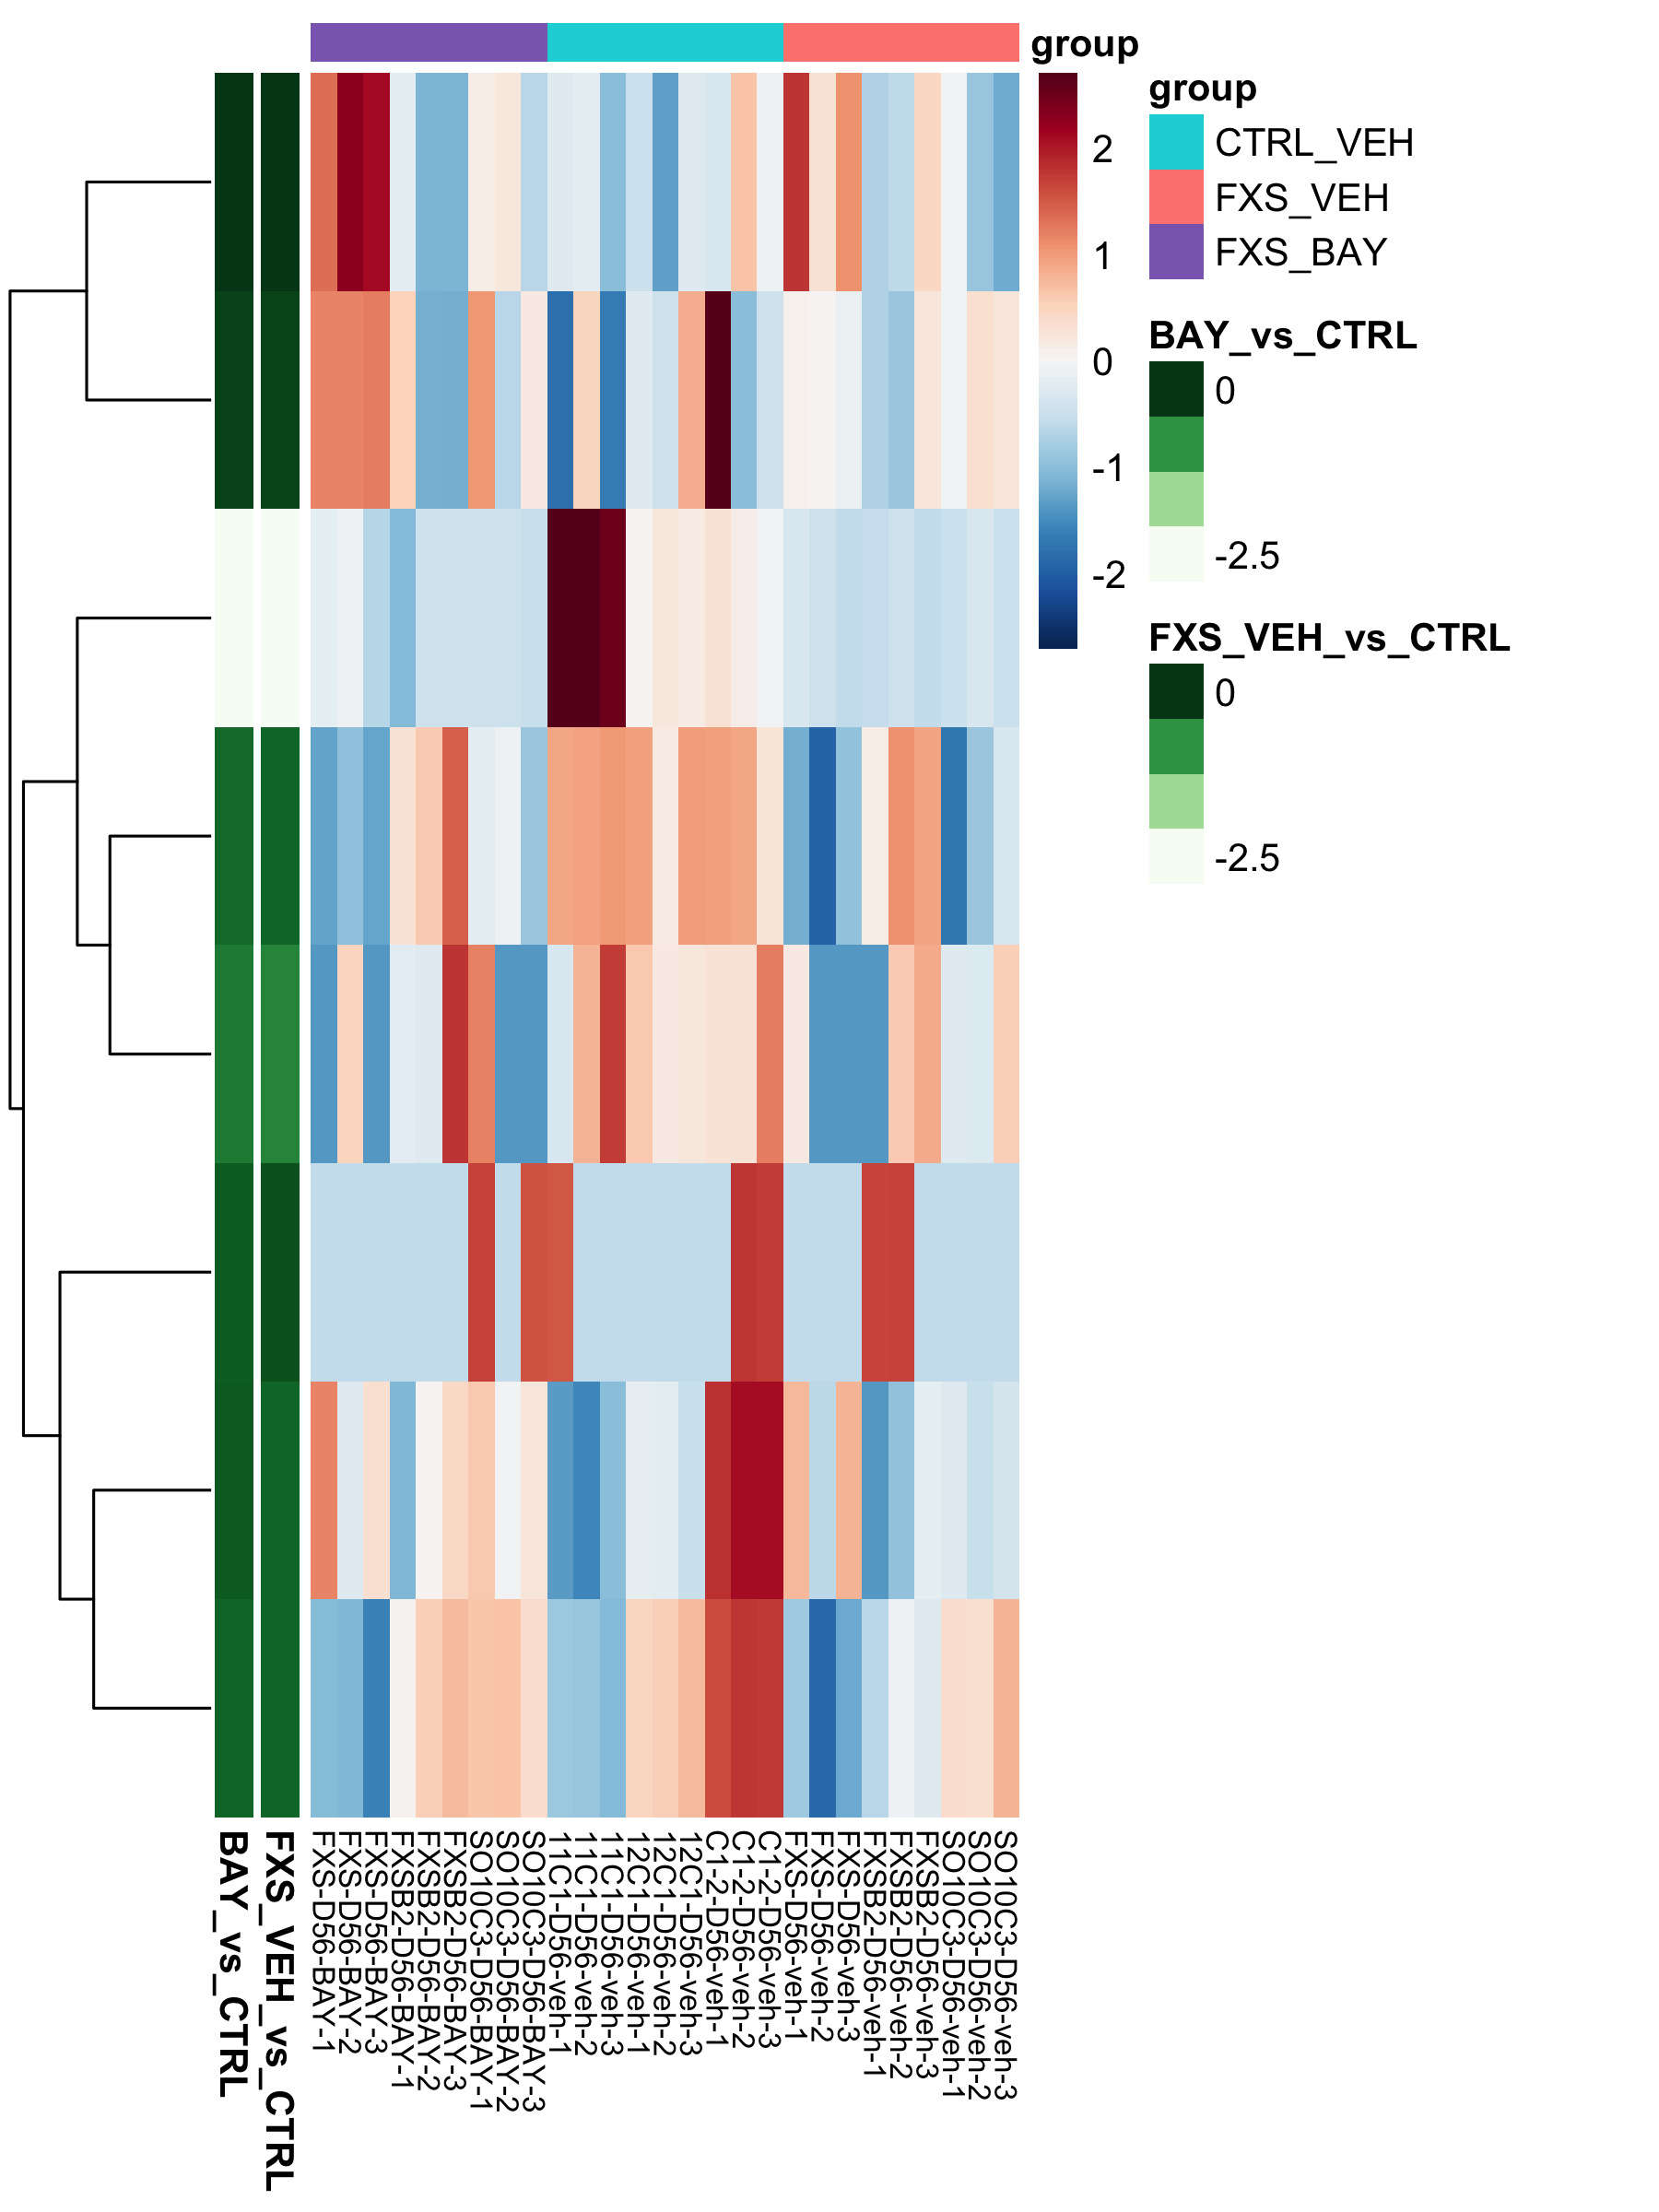 group
2
1
0
-1
-2
group
CTRL_VEH
FXS_VEH
FXS_BAY
BAY_vs_CTRL
0
-2.5
FXS_VEH_vs_CTRL
0
-2.5
BAY_vs_CTRL
FXS_VEH_vs_CTRL
FXS-D56-BAY-1
FXS-D56-BAY-2
FXS-D56-BAY-3
FXSB2-D56-BAY-1
FXSB2-D56-BAY-2
FXSB2-D56-BAY-3
SO10C3-D56-BAY-1
SO10C3-D56-BAY-2
SO10C3-D56-BAY-3
11C1-D56-veh-1
11C1-D56-veh-2
11C1-D56-veh-3
12C1-D56-veh-1
12C1-D56-veh-2
12C1-D56-veh-3
C1-2-D56-veh-1
C1-2-D56-veh-2
C1-2-D56-veh-3
FXS-D56-veh-1
FXS-D56-veh-2
FXS-D56-veh-3
FXSB2-D56-veh-1
FXSB2-D56-veh-2
FXSB2-D56-veh-3
SO10C3-D56-veh-1
SO10C3-D56-veh-2
SO10C3-D56-veh-3